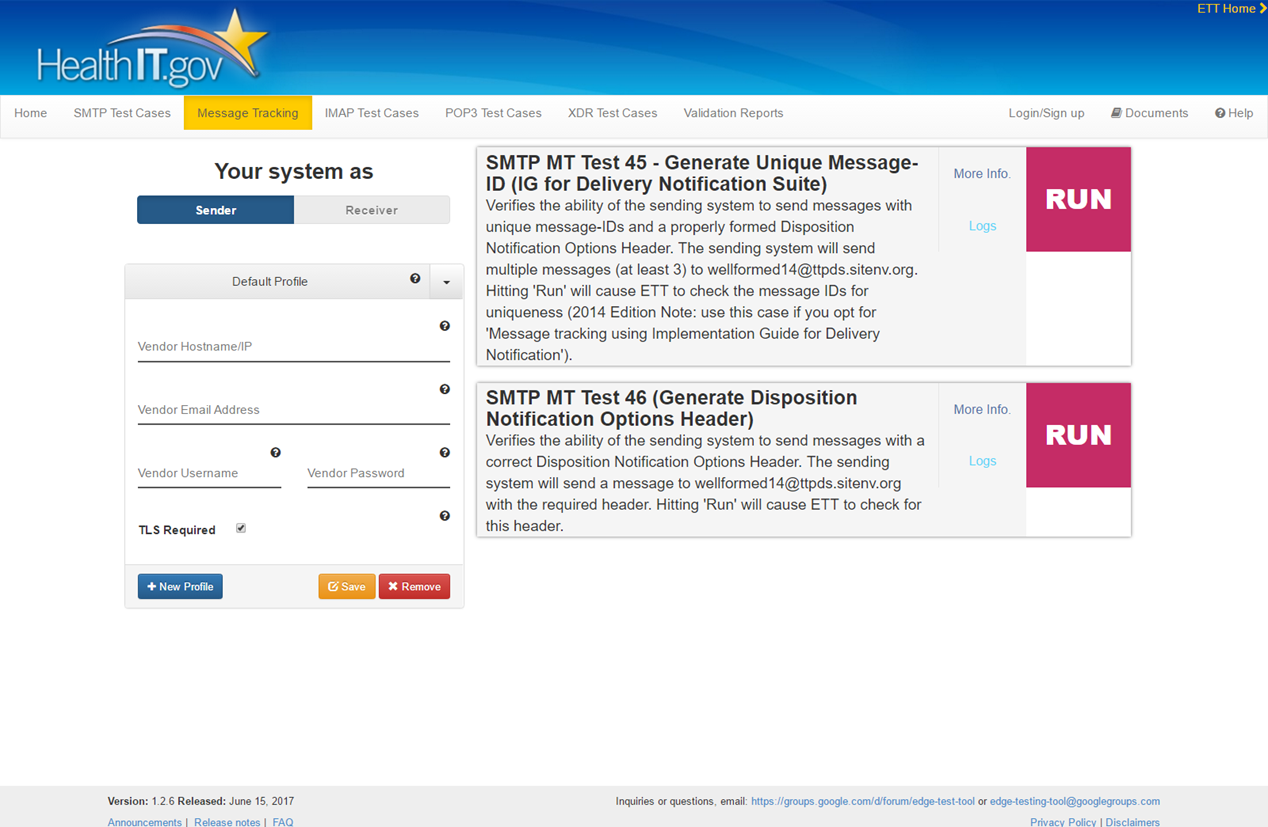 ETT Home
HealthIT.gov
Home SMTP Test Cases Message Tracking IMAP Test Cases POP3 Test Cases XDR Test Cases Validation Reports Login/Sign up Documents Help
Your system as
Sender Receiver
Default Profile
Vendor Hostname/IP
Vendor Email Address
Vendor Username Vendor Password
TLS Required
New Profile Save Remove
SMTP MT Test 45 - Generate Unique Message-
ID (IG for Delivery Notification Suite)
Verifies the ability of the sending system to send messages with
unique message-IDs and a properly formed Disposition
Notification Options Header. The sending system will send
multiple messages (at least 3) to wellformed14@ttpds.sitenv.org.
Hitting 'Run' will cause ETT to check the message IDs for
uniqueness (2014 Edition Note: use this case if you opt for
'Message tracking using Implementation Guide for Delivery
Notification').
More Info.
Logs
RUN
SMTP MT Test 46 (Generate Disposition
Notification Options Header)
Verifies the ability of the sending system to send messages with a
correct Disposition Notification Options Header. The sending
system will send a message to wellformed14@ttpds.sitenv.org
with the required header. Hitting 'Run' will cause ETT to check for
this header.
More Info.
Logs
RUN
Version: 1.2.6 Released: June 15, 2017
Announcements | Release notes | FAQ
Inquiries or questions, email: https://groups.google.com/d/forum/edge-test-tool or edge-testing-tool@googlegroups.com
Privacy Policy | Disclaimers